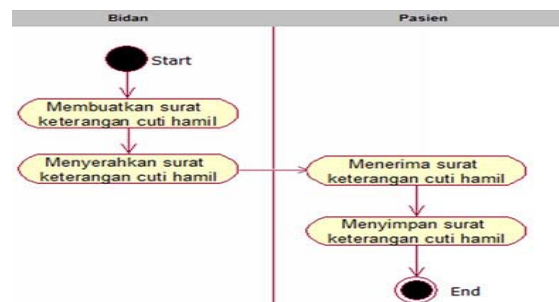 Bidan
Pasien
Start
Membuatkan surat
keterangan cuti hamil
Menyerahkan surat
keterangan cuti hamil
Menerima surat
keterangan cuti hamil
Menyimpan surat
keterangan cuti hamil
End